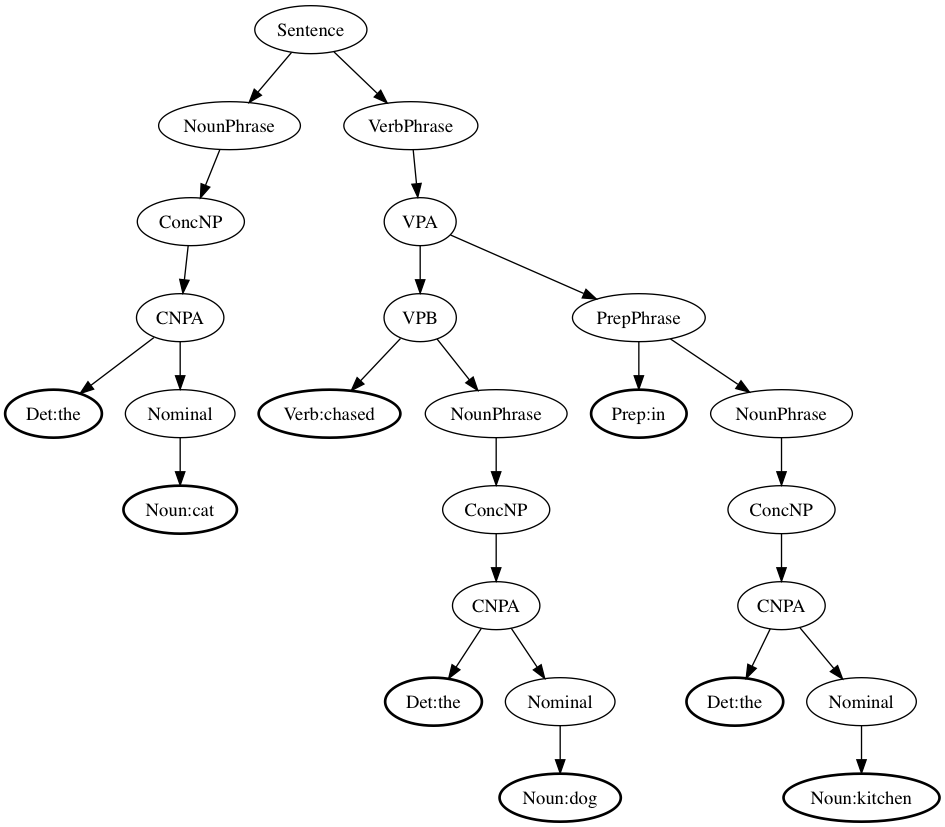 Sentence
NounPhrase VerbPhrase
ConcNP VPA
CNPA VPB PrepPhrase
Det:the Nominal Verb:chased NounPhrase Prep:in NounPhrase
Noun:cat ConcNP ConcNP
CNPA CNPA
Det:the Nominal Det:the Nominal
Noun:dog Noun:kitchen